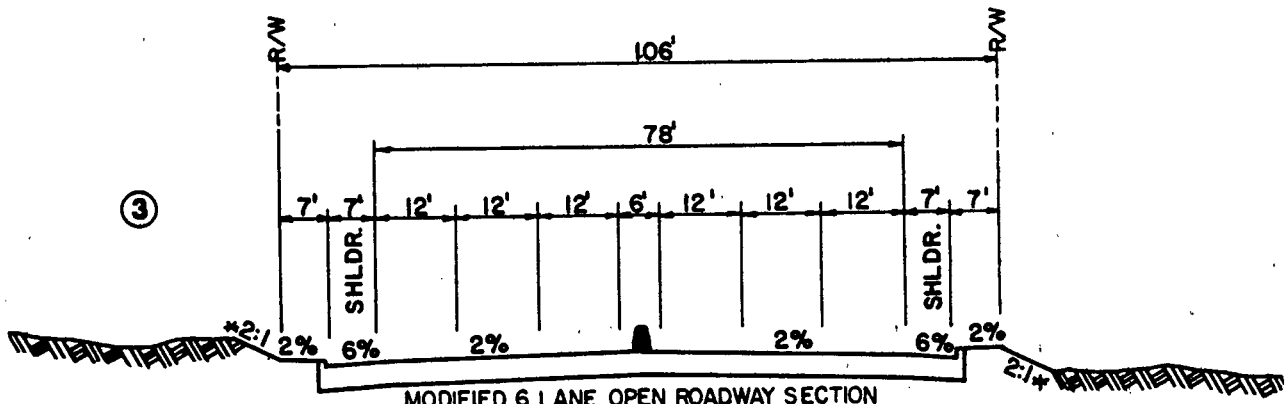 R/W R/W
106'
78'
③
7' 7' 12' 12' 12' 6' 12' 12' 12' 7' 7'
SHLDR. SHLDR.
*2:1 2% 6% 2% 2% 6% 2% 2:1*
MODIFIED 6 LANE OPEN ROADWAY SECTION